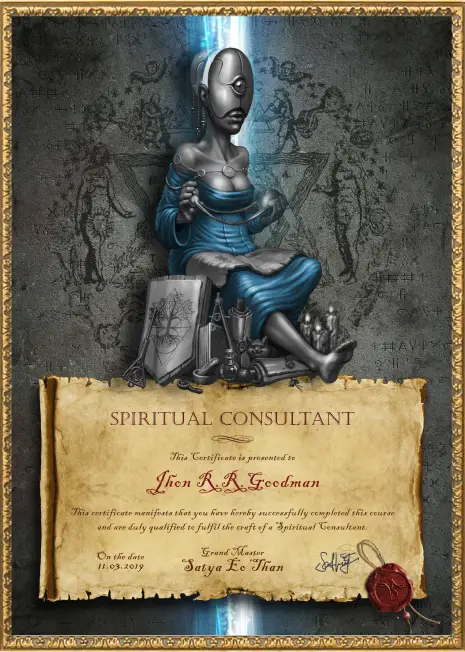 SPIRITUAL CONSULTANT
This Certificate is presented to
Jhon R.R.Goodman
This certificate manifests that you have hereby successfully completed this course
and are duly qualified to fulfil the craft of a Spiritual Consultant.
On the date
11.03.2019
Grand Master
Satya Eo Than